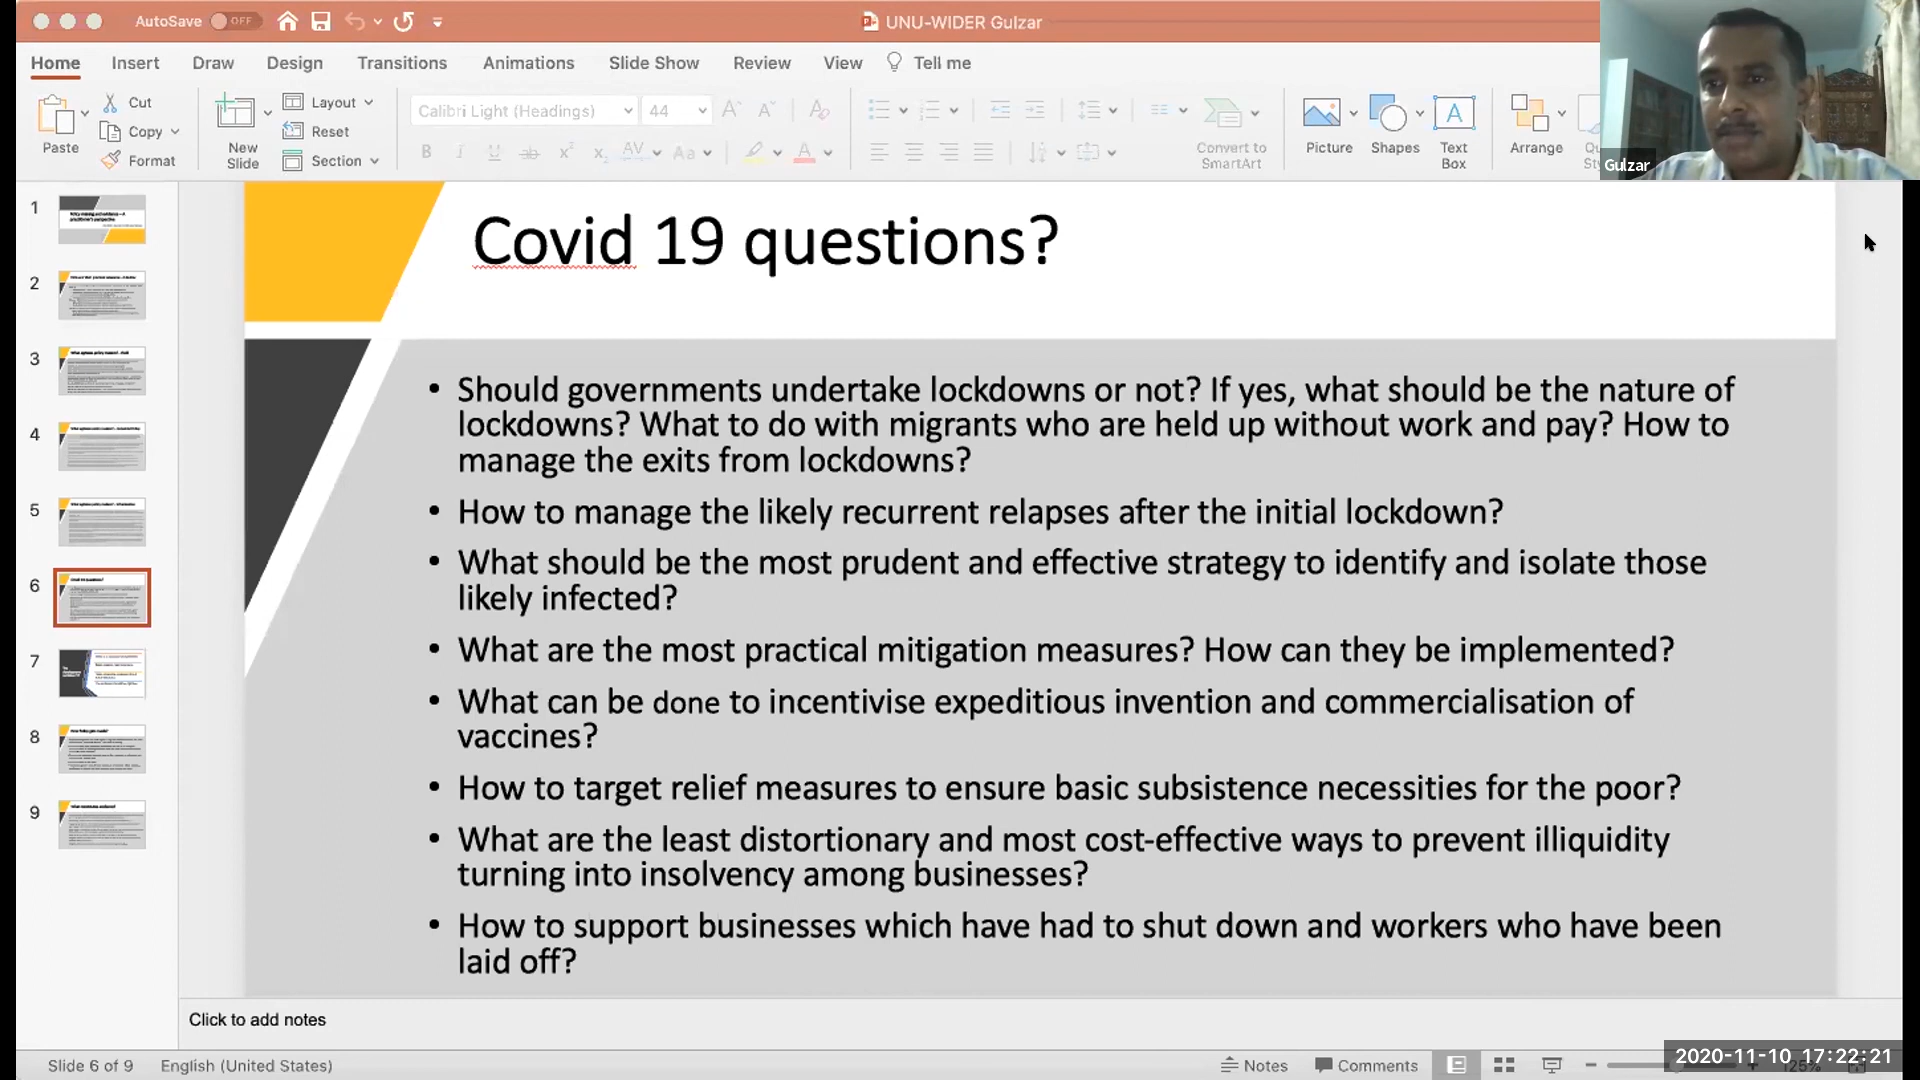 AutoSave OFF
UNU-WIDER Gulzar
Home Insert Draw Design Transitions Animations Slide Show Review View Tell me
Paste
Cut
Copy
Format
New Slide
Layout
Reset
Section
Calibri Light (Headings) 44
Convert to SmartArt
Picture
Shapes
Text Box
Arrange
Gulzar
1
2
3
4
5
6
7
8
9
Covid 19 questions?
• Should governments undertake lockdowns or not? If yes, what should be the nature of
lockdowns? What to do with migrants who are held up without work and pay? How to
manage the exits from lockdowns?
• How to manage the likely recurrent relapses after the initial lockdown?
• What should be the most prudent and effective strategy to identify and isolate those
likely infected?
• What are the most practical mitigation measures? How can they be implemented?
• What can be done to incentivise expeditious invention and commercialisation of
vaccines?
• How to target relief measures to ensure basic subsistence necessities for the poor?
• What are the least distortionary and most cost-effective ways to prevent illiquidity
turning into insolvency among businesses?
• How to support businesses which have had to shut down and workers who have been
laid off?
Click to add notes
Slide 6 of 9 English (United States) Notes Comments 125%
2020-11-10 17:22:21